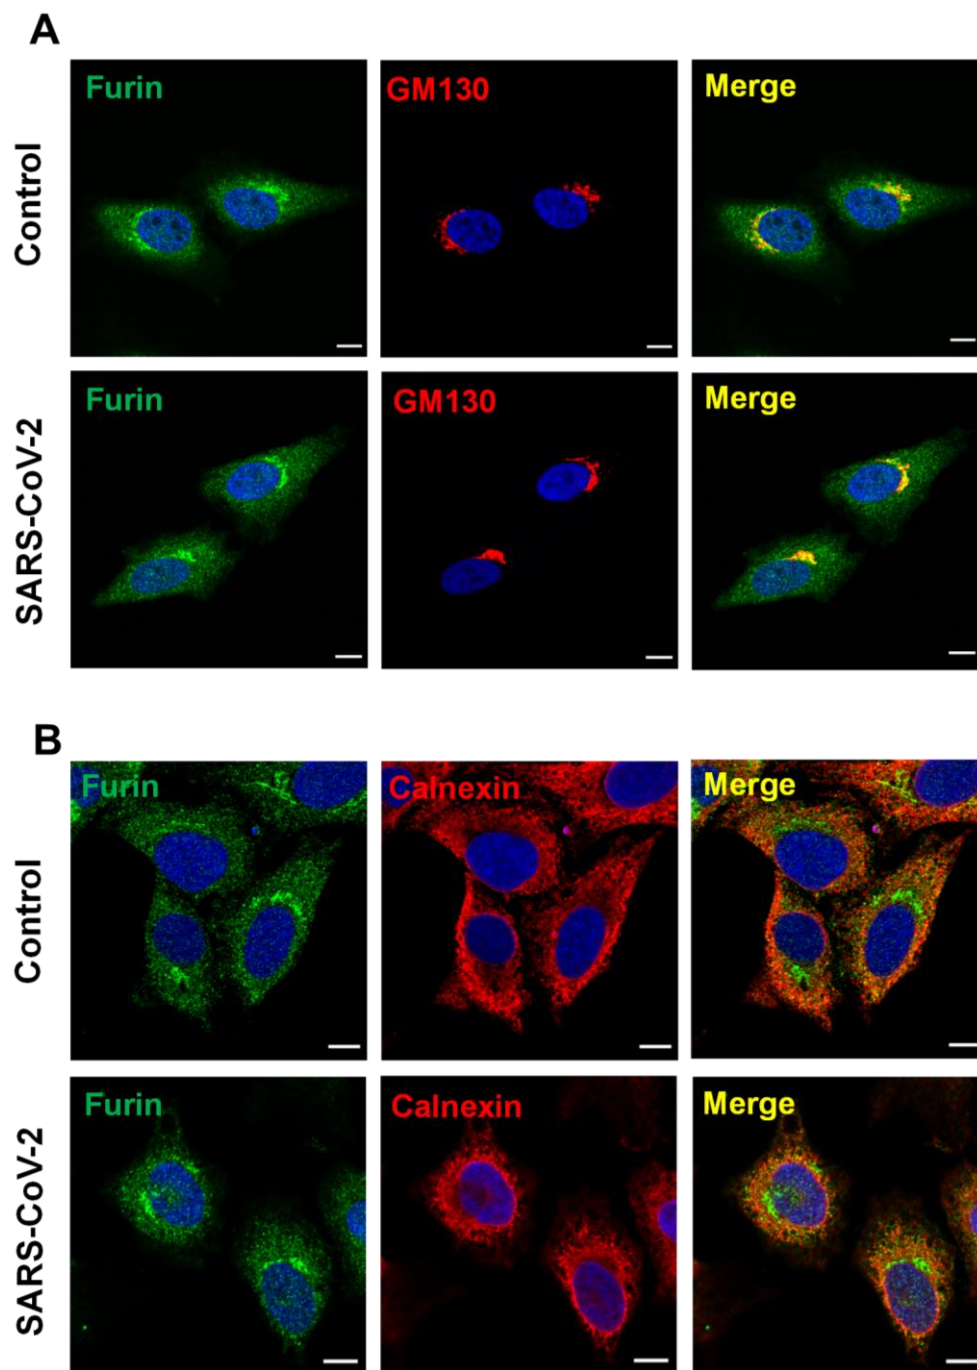 A
Control
Furin
GM130
Merge
SARS-CoV-2
Furin
GM130
Merge
B
Control
Furin
Calnexin
Merge
SARS-CoV-2
Furin
Calnexin
Merge